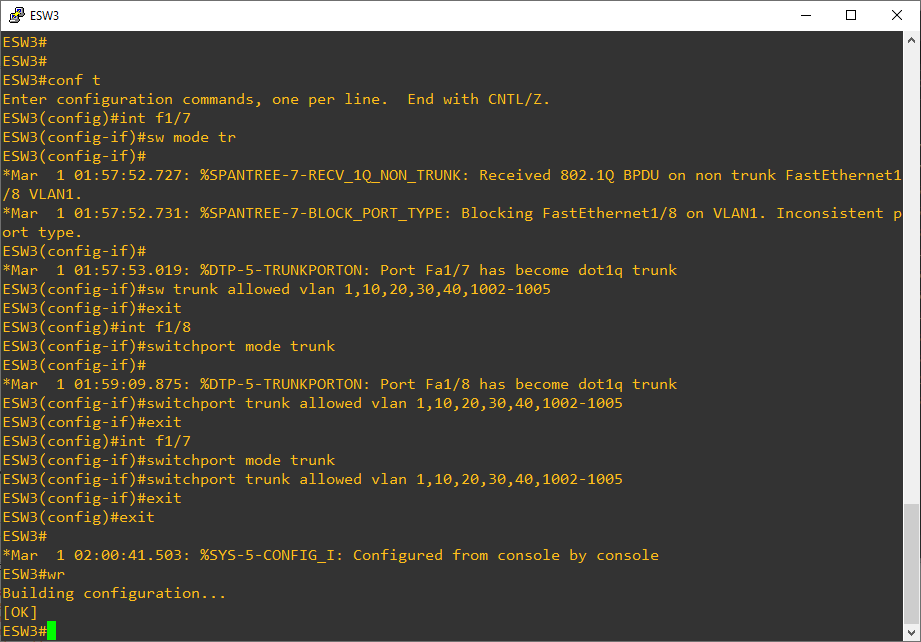 ESW3
ESW3#
ESW3#
ESW3#conf t
Enter configuration commands, one per line.  End with CNTL/Z.
ESW3(config)#int f1/7
ESW3(config-if)#sw mode tr
ESW3(config-if)#
*Mar  1 01:57:52.727: %SPANTREE-7-RECV_1Q_NON_TRUNK: Received 802.1Q BPDU on non trunk FastEthernet1
/8 VLAN1.
*Mar  1 01:57:52.731: %SPANTREE-7-BLOCK_PORT_TYPE: Blocking FastEthernet1/8 on VLAN1. Inconsistent p
ort type.
ESW3(config-if)#
*Mar  1 01:57:53.019: %DTP-5-TRUNKPORTON: Port Fa1/7 has become dot1q trunk
ESW3(config-if)#sw trunk allowed vlan 1,10,20,30,40,1002-1005
ESW3(config-if)#exit
ESW3(config)#int f1/8
ESW3(config-if)#switchport mode trunk
ESW3(config-if)#
*Mar  1 01:59:09.875: %DTP-5-TRUNKPORTON: Port Fa1/8 has become dot1q trunk
ESW3(config-if)#switchport trunk allowed vlan 1,10,20,30,40,1002-1005
ESW3(config-if)#exit
ESW3(config)#int f1/7
ESW3(config-if)#switchport mode trunk
ESW3(config-if)#switchport trunk allowed vlan 1,10,20,30,40,1002-1005
ESW3(config-if)#exit
ESW3(config)#exit
ESW3#
*Mar  1 02:00:41.503: %SYS-5-CONFIG_I: Configured from console by console
ESW3#wr
Building configuration...
[OK]
ESW3#